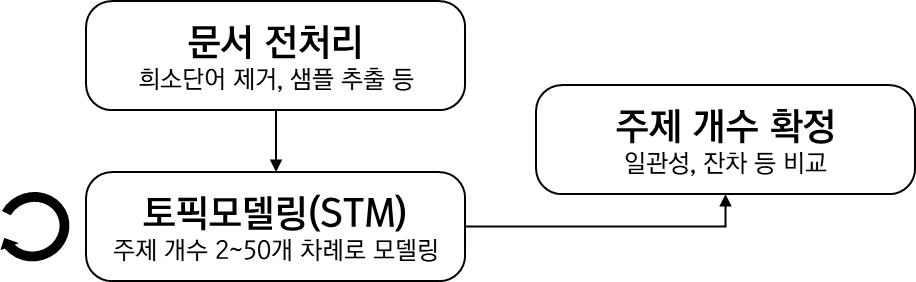 문서 전처리
희소단어 제거, 샘플 추출 등
토픽모델링(STM)
주제 개수 2~50개 차례로 모델링
주제 개수 확정
일관성, 잔차 등 비교